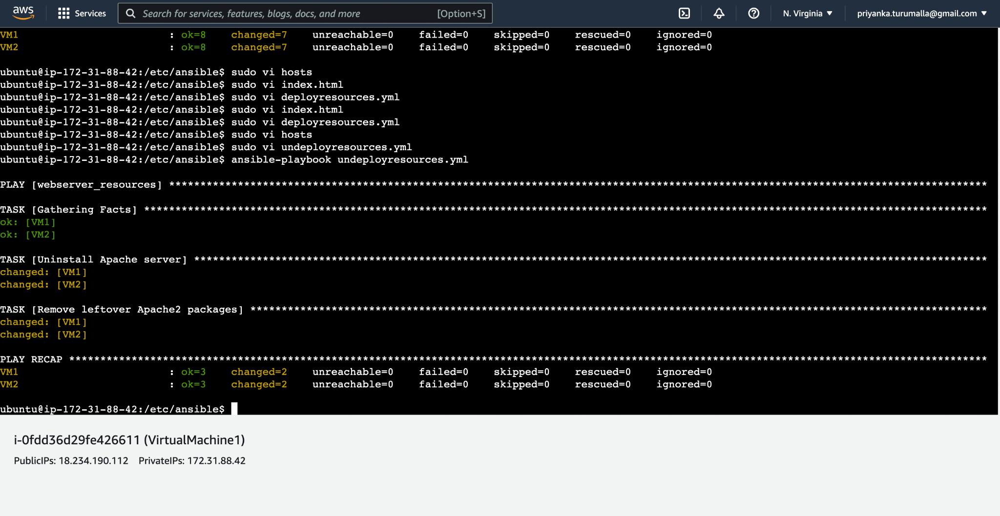 aws Services Search for services, features, blogs, docs, and more [Option+S] N. Virginia ▼ priyanka.turumalla@gmail.com ▼
VM1 : ok=8 changed=7 unreachable=0 failed=0 skipped=0 rescued=0 ignored=0
VM2 : ok=8 changed=7 unreachable=0 failed=0 skipped=0 rescued=0 ignored=0
ubuntu@ip-172-31-88-42:/etc/ansible$ sudo vi hosts
ubuntu@ip-172-31-88-42:/etc/ansible$ sudo vi index.html
ubuntu@ip-172-31-88-42:/etc/ansible$ sudo vi deployresources.yml
ubuntu@ip-172-31-88-42:/etc/ansible$ sudo vi index.html
ubuntu@ip-172-31-88-42:/etc/ansible$ sudo vi deployresources.yml
ubuntu@ip-172-31-88-42:/etc/ansible$ sudo vi hosts
ubuntu@ip-172-31-88-42:/etc/ansible$ sudo vi undeployresources.yml
ubuntu@ip-172-31-88-42:/etc/ansible$ ansible-playbook undeployresources.yml
PLAY [webserver_resources] ***********************************************************************************************************************************
TASK [Gathering Facts] ***************************************************************************************************************************************
ok: [VM1]
ok: [VM2]
TASK [Uninstall Apache server] *******************************************************************************************************************************
changed: [VM1]
changed: [VM2]
TASK [Remove leftover Apache2 packages] **********************************************************************************************************************
changed: [VM1]
changed: [VM2]
PLAY RECAP ***************************************************************************************************************************************************
VM1 : ok=3 changed=2 unreachable=0 failed=0 skipped=0 rescued=0 ignored=0
VM2 : ok=3 changed=2 unreachable=0 failed=0 skipped=0 rescued=0 ignored=0
ubuntu@ip-172-31-88-42:/etc/ansible$
i-0fdd36d29fe426611 (VirtualMachine1)
PublicIPs: 18.234.190.112 PrivateIPs: 172.31.88.42